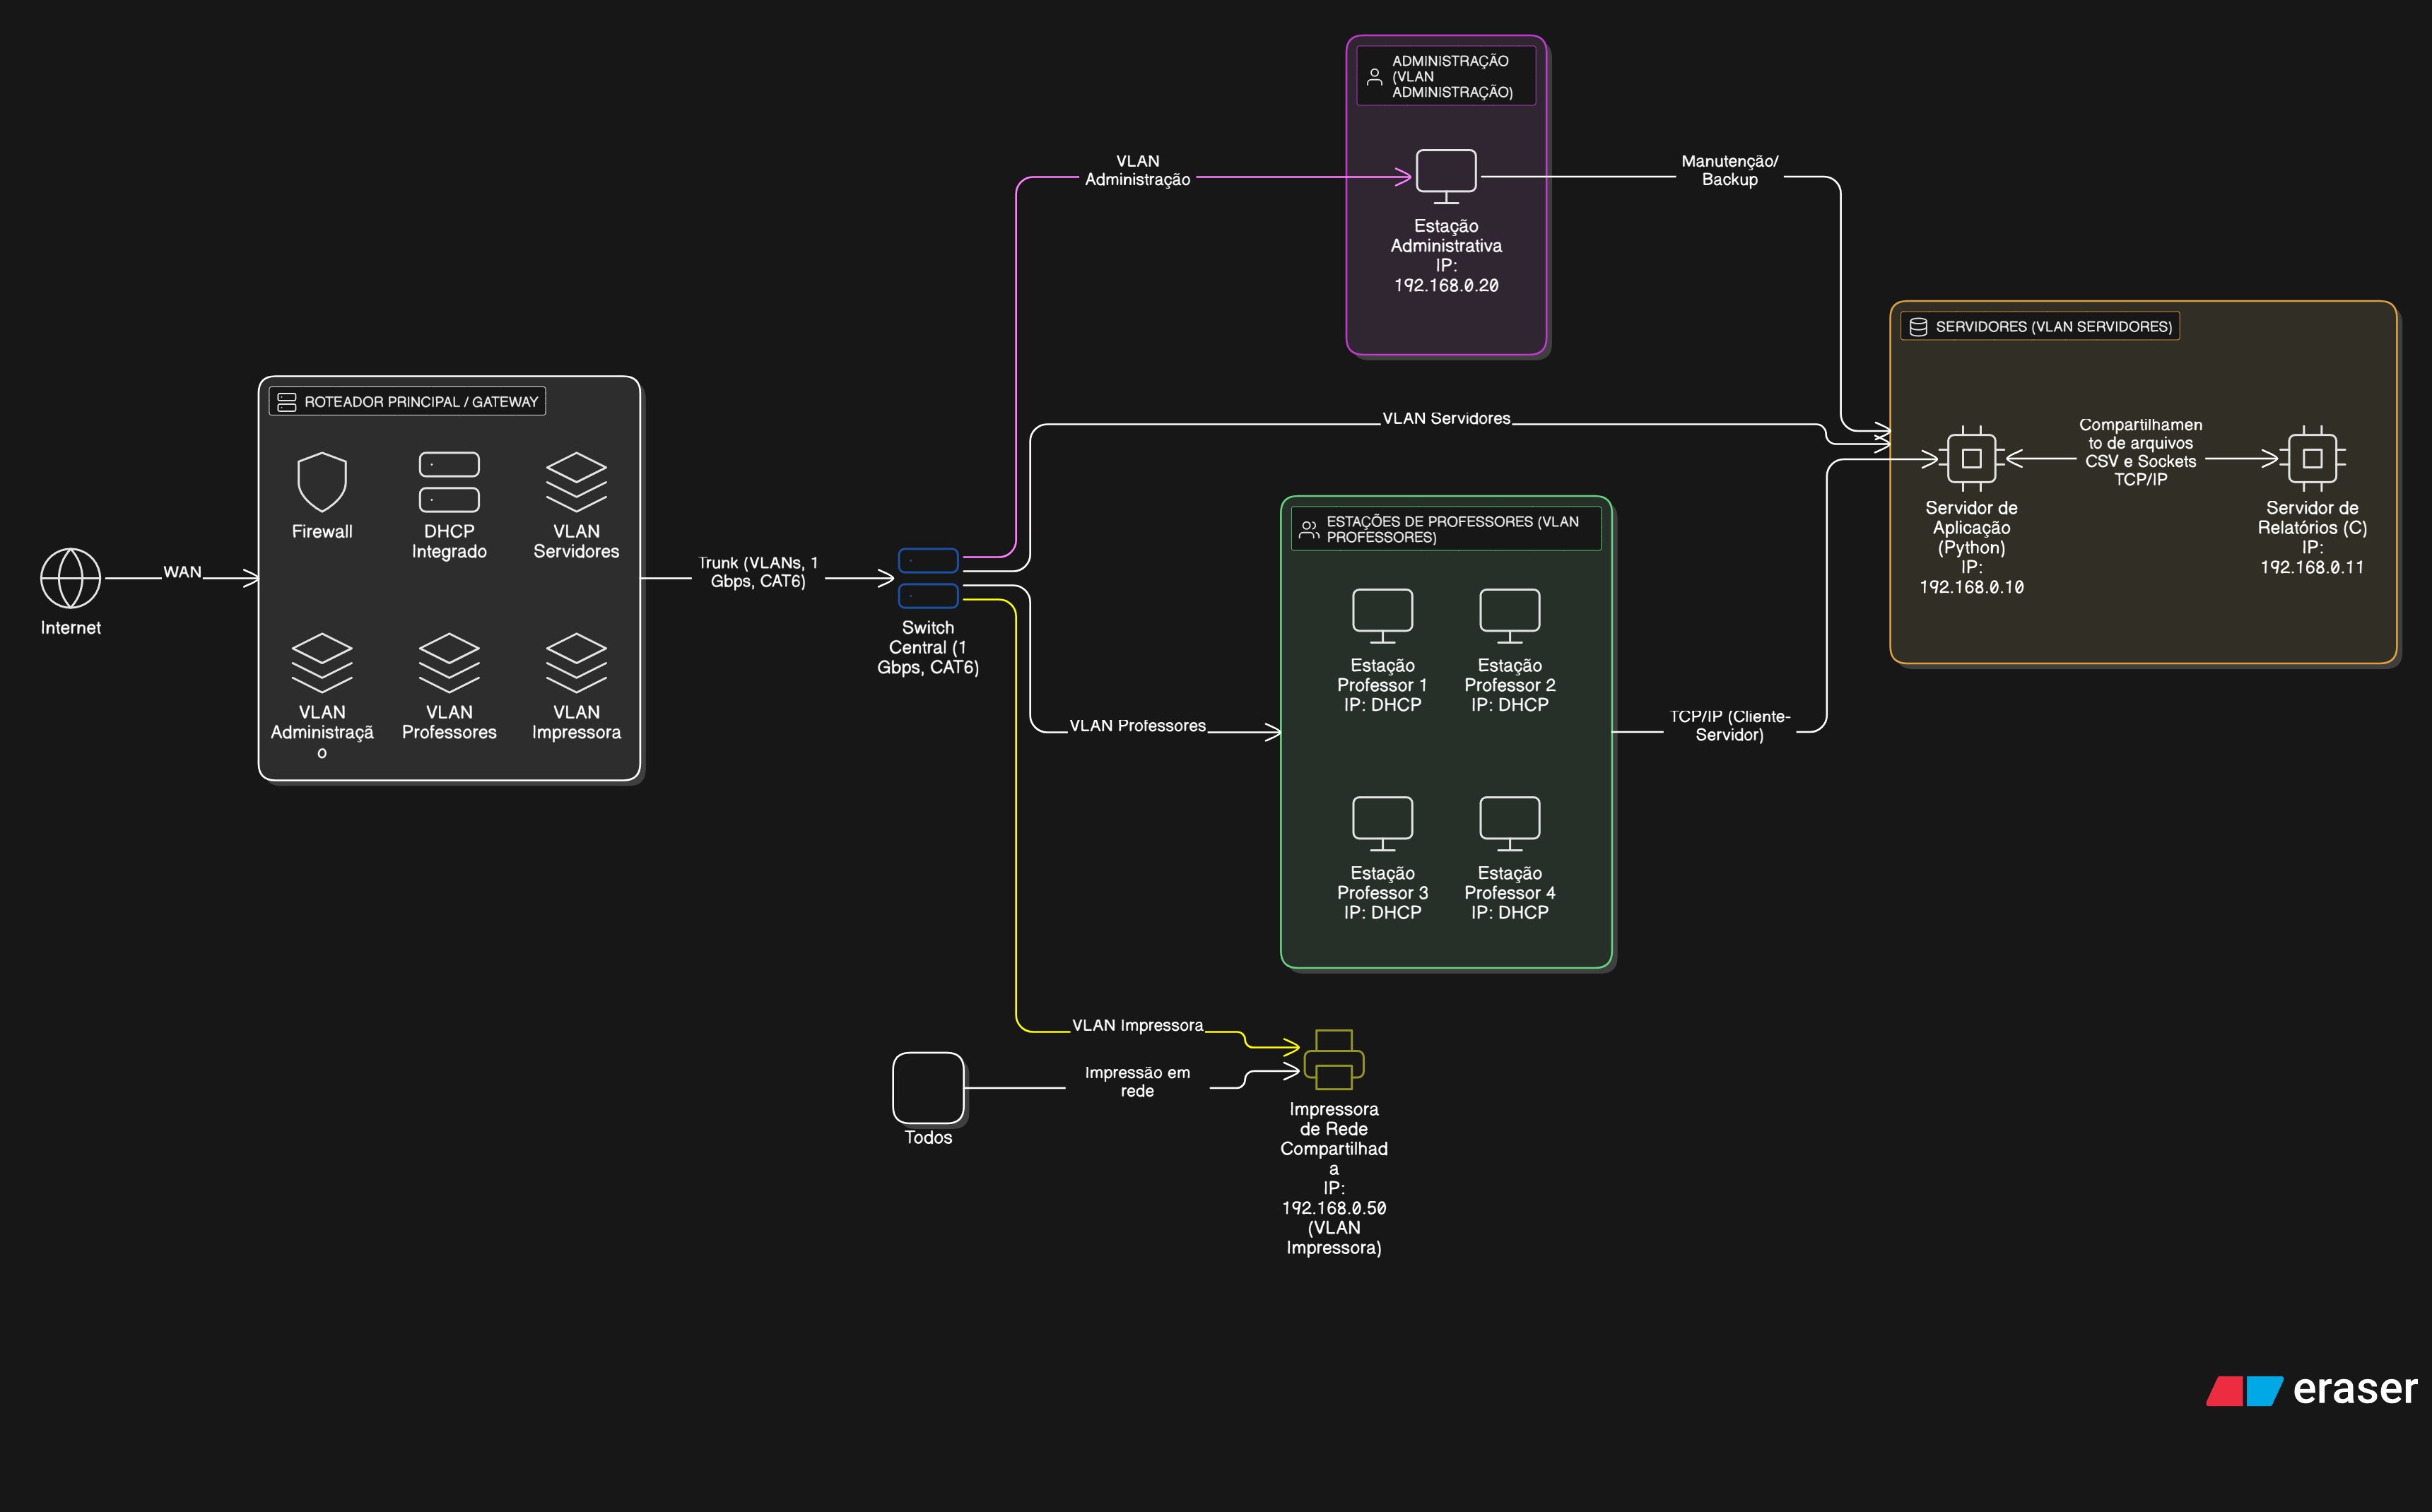 ADMINISTRAÇÃO
(VLAN
ADMINISTRAÇÃO)
VLAN
Administração
Estação
Administrativa
IP:
192.168.0.20
Manutenção/
Backup
SERVIDORES (VLAN SERVIDORES)
Servidor de
Aplicação
(Python)
IP:
192.168.0.10
Compartilhamen
to de arquivos
CSV e Sockets
TCP/IP
Servidor de
Relatórios (C)
IP:
192.168.0.11
ROTEADOR PRINCIPAL / GATEWAY
Firewall
DHCP
Integrado
VLAN
Servidores
VLAN
Administraçã
o
VLAN
Professores
VLAN
Impressora
Internet
WAN
Trunk (VLANs, 1
Gbps, CAT6)
Switch
Central (1
Gbps, CAT6)
VLAN Servidores
ESTAÇÕES DE PROFESSORES (VLAN
PROFESSORES)
Estação
Professor 1
IP: DHCP
Estação
Professor 2
IP: DHCP
Estação
Professor 3
IP: DHCP
Estação
Professor 4
IP: DHCP
VLAN Professores
TCP/IP (Cliente-
Servidor)
VLAN Impressora
Impressão em
rede
Todos
Impressora
de Rede
Compartilhad
a
IP:
192.168.0.50
(VLAN
Impressora)
eraser